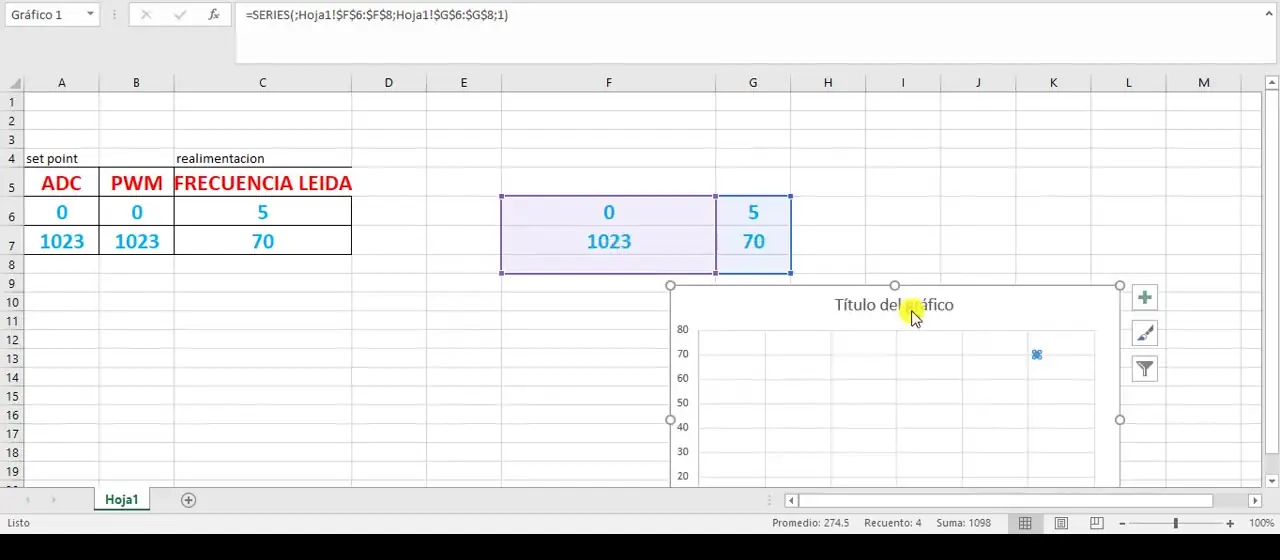 Gráfico 1
fx
=SERIES(;Hoja1!$F$6:$F$8;Hoja1!$G$6:$G$8;1)
A B C D E F G H I J K L M
1
2
3
4 set point realimentacion
5 ADC PWM FRECUENCIA LEIDA
6 0 0 5 0 5
7 1023 1023 70 1023 70
8
9
10 Título del gráfico
11
12 80
13 70
14 60
15
16 50
17 40
18 30
19 20
Hoja1
Listo Promedio: 274.5 Recuento: 4 Suma: 1098 100%